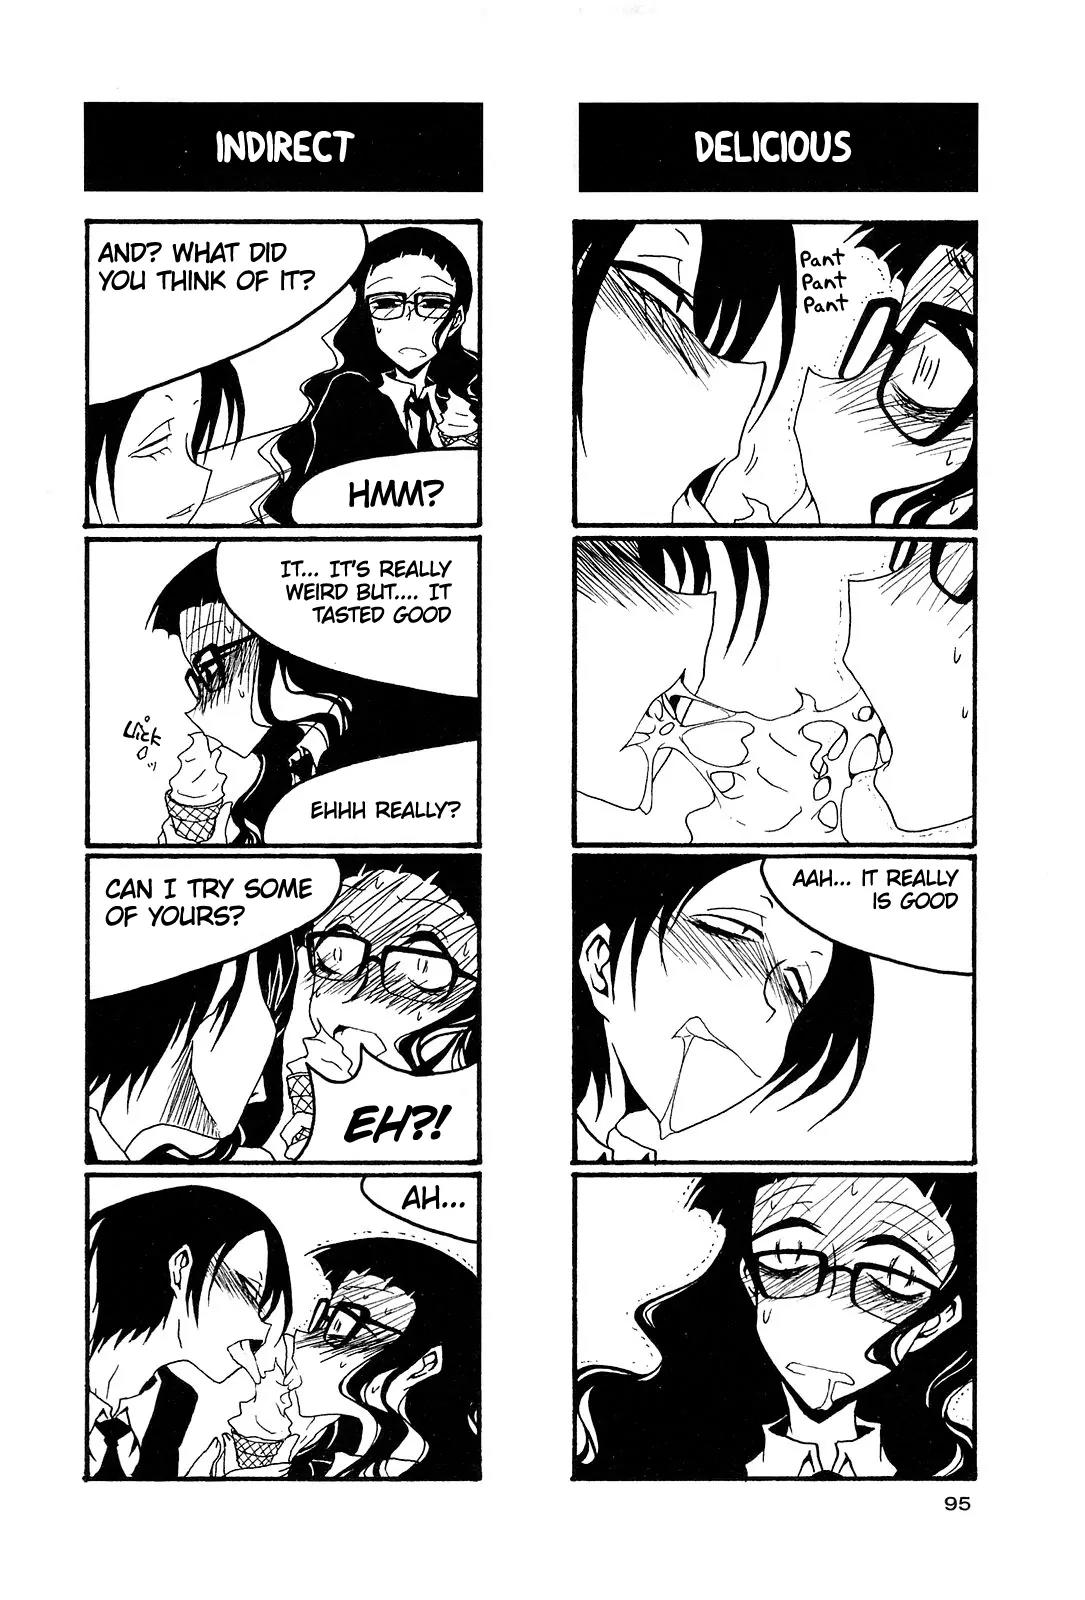 DELICIOUS
Pant
Pant
Pant
AAH... IT REALLY
IS GOOD
INDIRECT
AND? WHAT DID
YOU THINK OF IT?
HMM?
IT... IT'S REALLY
WEIRD BUT.... IT
TASTED GOOD
Lick
EHHH REALLY?
CAN I TRY SOME
OF YOURS?
EH?!
AH...
95